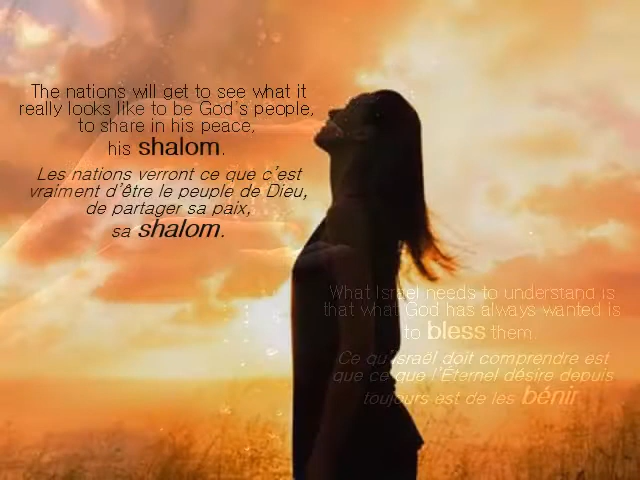 The nations will get to see what it
really looks like to be God's people,
to share in his peace,
his shalom.
Les nations verront ce que c'est
vraiment d'être le peuple de Dieu,
de partager sa paix,
sa shalom.
What Israel needs to understand is
that what God has always wanted is
to bless them.
Ce qu'Israël doit comprendre est
que ce que l'Éternel désire depuis
toujours est de les bénir.